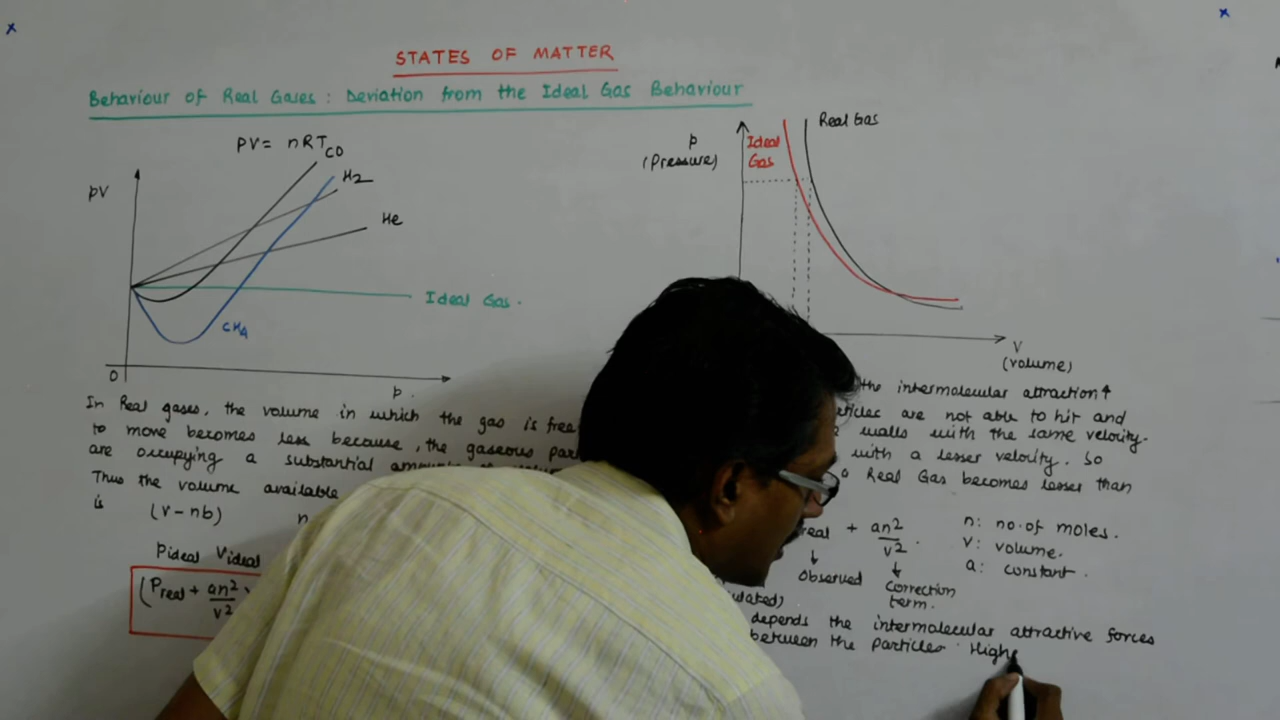 STATES OF MATTER
Behaviour of Real Gases : Deviation from the Ideal Gas Behaviour
PV = nRT
CO
H2
He
PV
Ideal Gas.
CH4
O
P
P
(Pressure)
Ideal
Gas
Real Gas
V
(volume)
In Real gases, the volume in which the gas is free
to move becomes less because, the gaseous
are occupying a substantial
Thus the volume available
is (V-nb)
n
Pideal Videal
(Preal + an2
V2
the intermolecular attraction ↑
are not able to hit and
walls with the same velocity.
with a lesser velocity. So
Real Gas becomes lesser than
real + an2
V2 .
Observed
Correction
term.
n: no. of moles.
V: volume.
a: constant.
depends the intermolecular attractive forces
between the particles. High